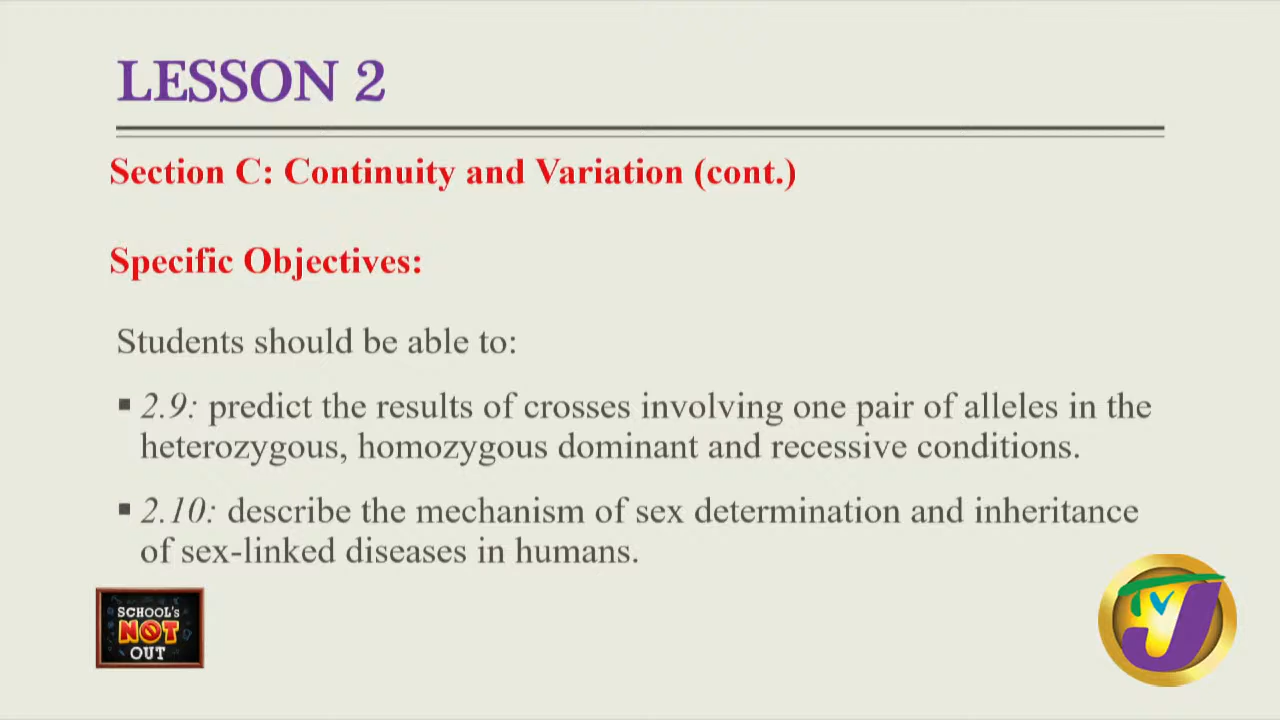 LESSON 2
Section C: Continuity and Variation (cont.)
Specific Objectives:
Students should be able to:
▪ 2.9: predict the results of crosses involving one pair of alleles in the
heterozygous, homozygous dominant and recessive conditions.
▪ 2.10: describe the mechanism of sex determination and inheritance
of sex-linked diseases in humans.
SCHOOL's
NOT
OUT
TVJ